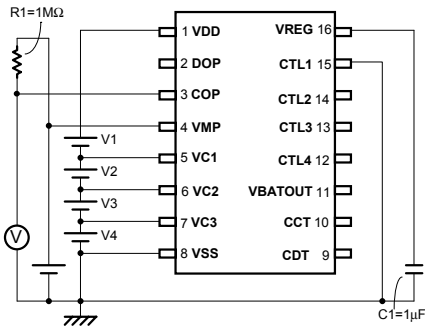 R1=1MΩ
1 VDD
2 DOP
3 COP
4 VMP
5 VC1
6 VC2
7 VC3
8 VSS
VREG 16
CTL1 15
CTL2 14
CTL3 13
CTL4 12
VBATOUT 11
CCT 10
CDT 9
V1
V2
V3
V4
V
C1=1μF